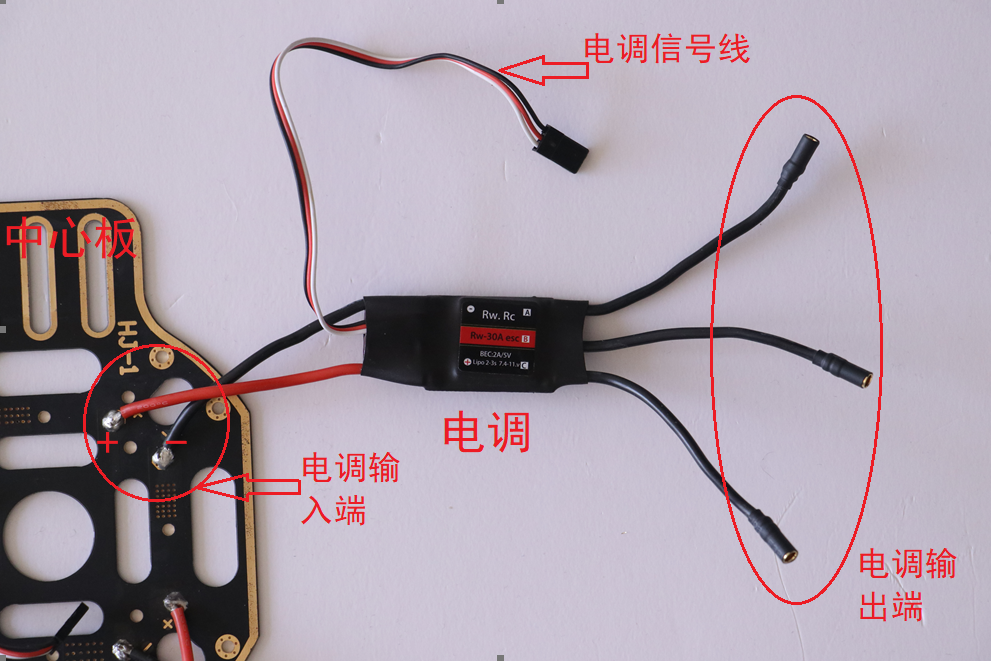 电调信号线
中心板
HJ-1
Rw. Rc A
Rw-30A esc B
BEC:2A/5V
Lipo 2-3s 7.4-11.v C
电调
+ −
电调输
入端
电调输
出端